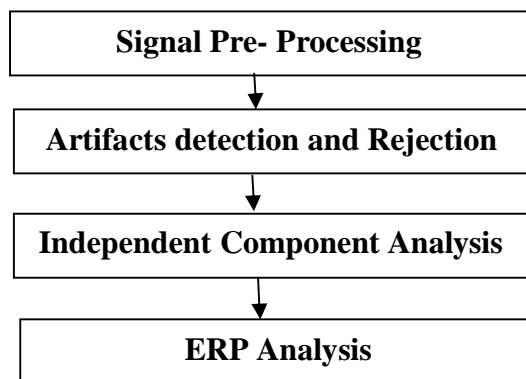 Signal Pre- Processing
Artifacts detection and Rejection
Independent Component Analysis
ERP Analysis